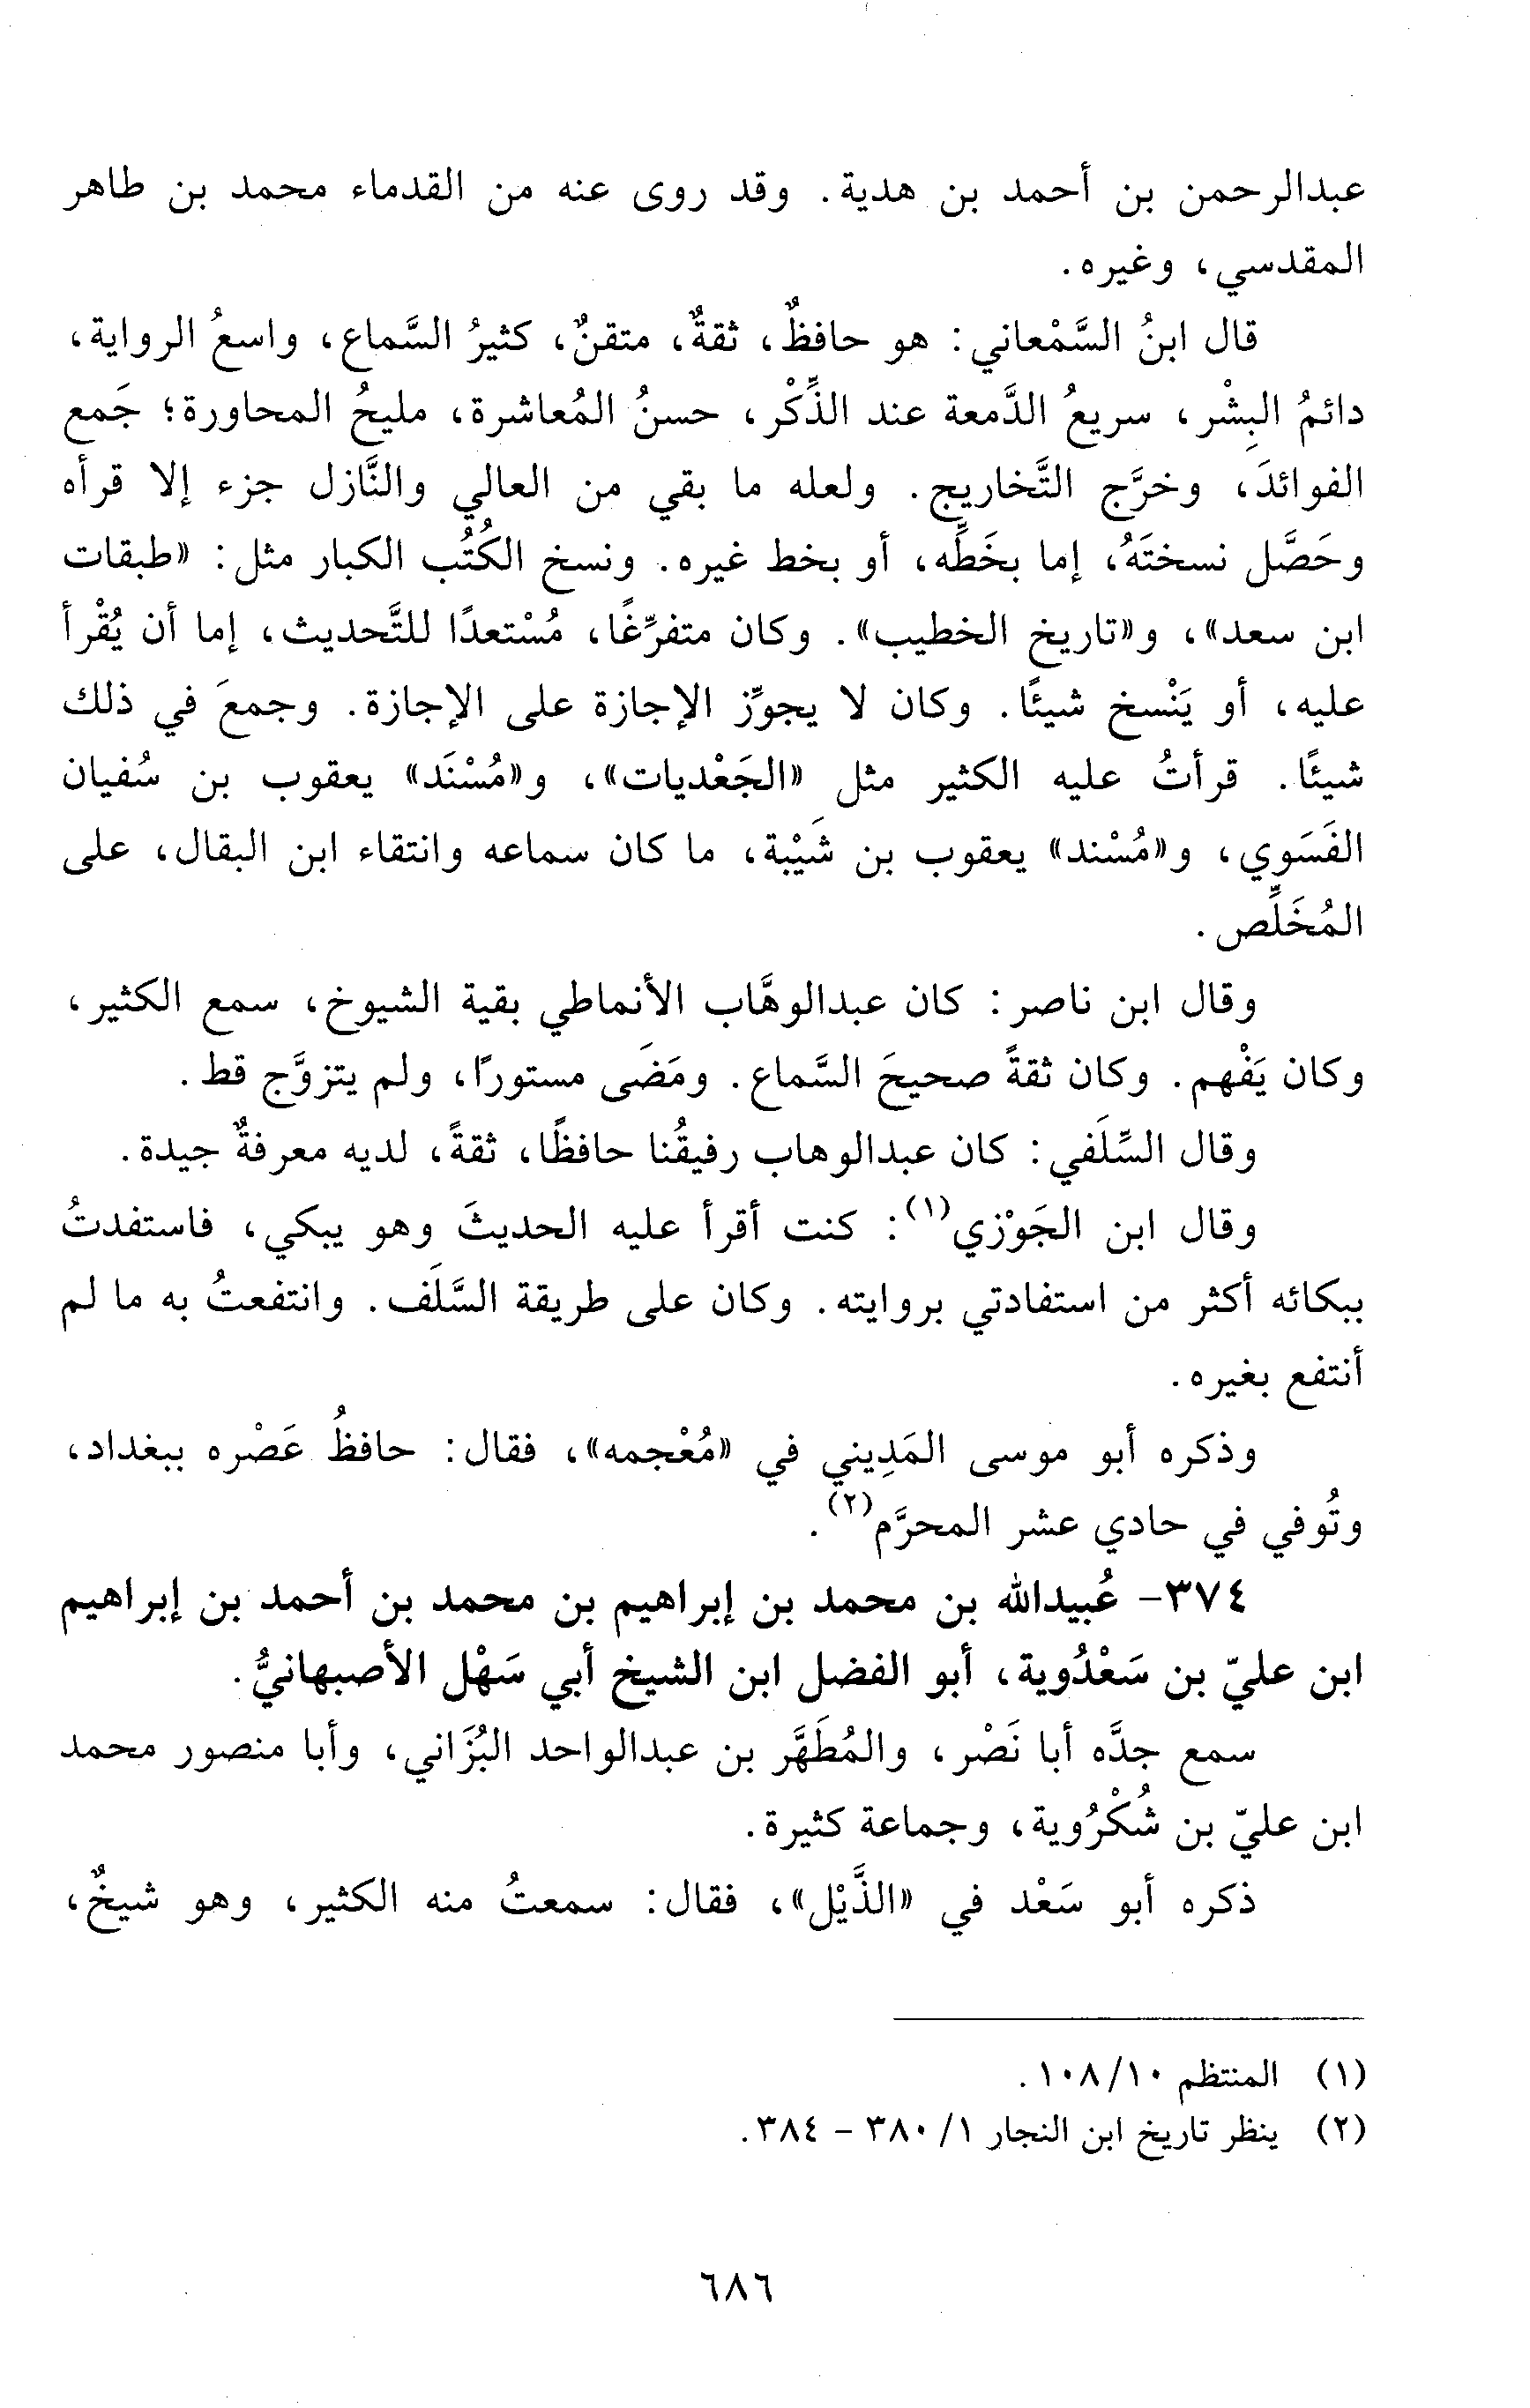 عبدالرحمن بن أحمد بن هدية. وقد روى عنه من القدماء محمد بن طاهر
المقدسي، وغيره.
قال ابنُ السَّمْعاني: هو حافظٌ، ثقةٌ، متقنٌ، كثيرُ السَّماع، واسعُ الرواية،
دائمُ البِشْر، سريعُ الدَّمعة عند الذِّكْر، حسنُ المُعاشرة، مليحُ المحاورة؛ جَمع
الفوائدَ، وخرَّج التَّخاريج. ولعله ما بقي من العالي والنَّازل جزء إلا قرأه
وحَصَّل نسختَهُ، إما بخَطِّه، أو بخط غيره. ونسخ الكُتُب الكبار مثل: «طبقات
ابن سعد»، و«تاريخ الخطيب». وكان متفرِّغًا، مُسْتعدًا للتَّحديث، إما أن يُقْرأ
عليه، أو يَنْسخ شيئًا. وكان لا يجوِّز الإجازة على الإجازة. وجمعَ في ذلك
شيئًا. قرأتُ عليه الكثير مثل «الجَعْديات»، و«مُسْنَد» يعقوب بن سُفيان
الفَسَوي، و«مُسْند» يعقوب بن شَيْبة، ما كان سماعه وانتقاء ابن البقال، على
المُخَلِّص.
وقال ابن ناصر: كان عبدالوهَّاب الأنماطي بقية الشيوخ، سمع الكثير،
وكان يَفْهم. وكان ثقةً صحيحَ السَّماع. ومَضَى مستورًا، ولم يتزوَّج قط.
وقال السِّلَفي: كان عبدالوهاب رفيقُنا حافظًا، ثقةً، لديه معرفةٌ جيدة.
وقال ابن الجَوْزي(١): كنت أقرأ عليه الحديثَ وهو يبكي، فاستفدتُ
ببكائه أكثر من استفادتي بروايته. وكان على طريقة السَّلَف. وانتفعتُ به ما لم
أنتفع بغيره.
وذكره أبو موسى المَدِيني في «مُعْجمه»، فقال: حافظُ عَصْره ببغداد،
وتُوفي في حادي عشر المحرَّم(٢).
٣٧٤- عُبيدالله بن محمد بن إبراهيم بن محمد بن أحمد بن إبراهيم
ابن عليّ بن سَعْدُوية، أبو الفضل ابن الشيخ أبي سَهْل الأصبهانيُّ.
سمع جدَّه أبا نَصْر، والمُطَهَّر بن عبدالواحد البُزَاني، وأبا منصور محمد
ابن عليّ بن شُكْرُوية، وجماعة كثيرة.
ذكره أبو سَعْد في «الذَّيْل»، فقال: سمعتُ منه الكثير، وهو شيخٌ،
(١) المنتظم ١٠٨/١٠.
(٢) ينظر تاريخ ابن النجار ١/ ٣٨٠ - ٣٨٤.
٦٨٦